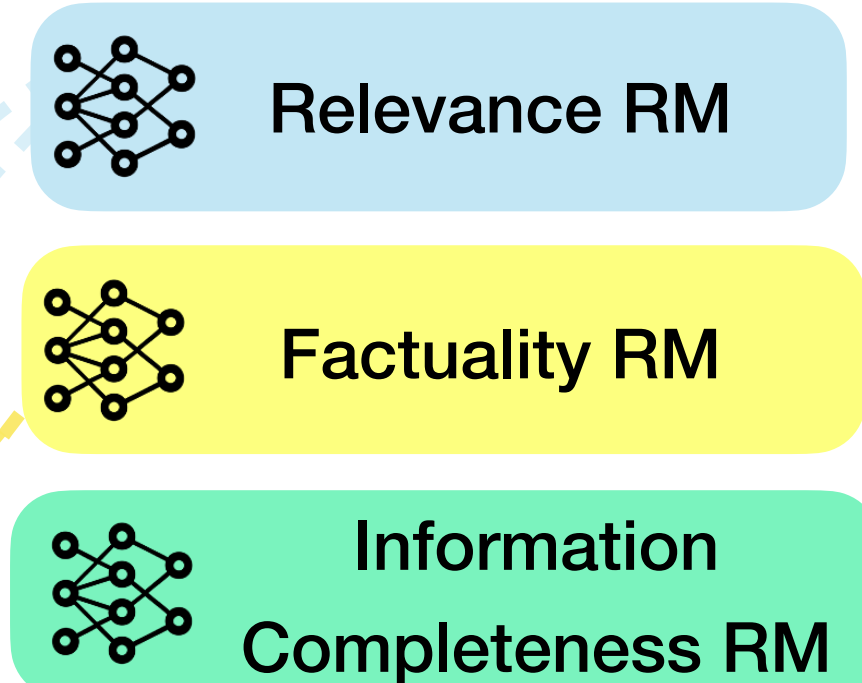 Relevance RM
Factuality RM
Information
Completeness RM